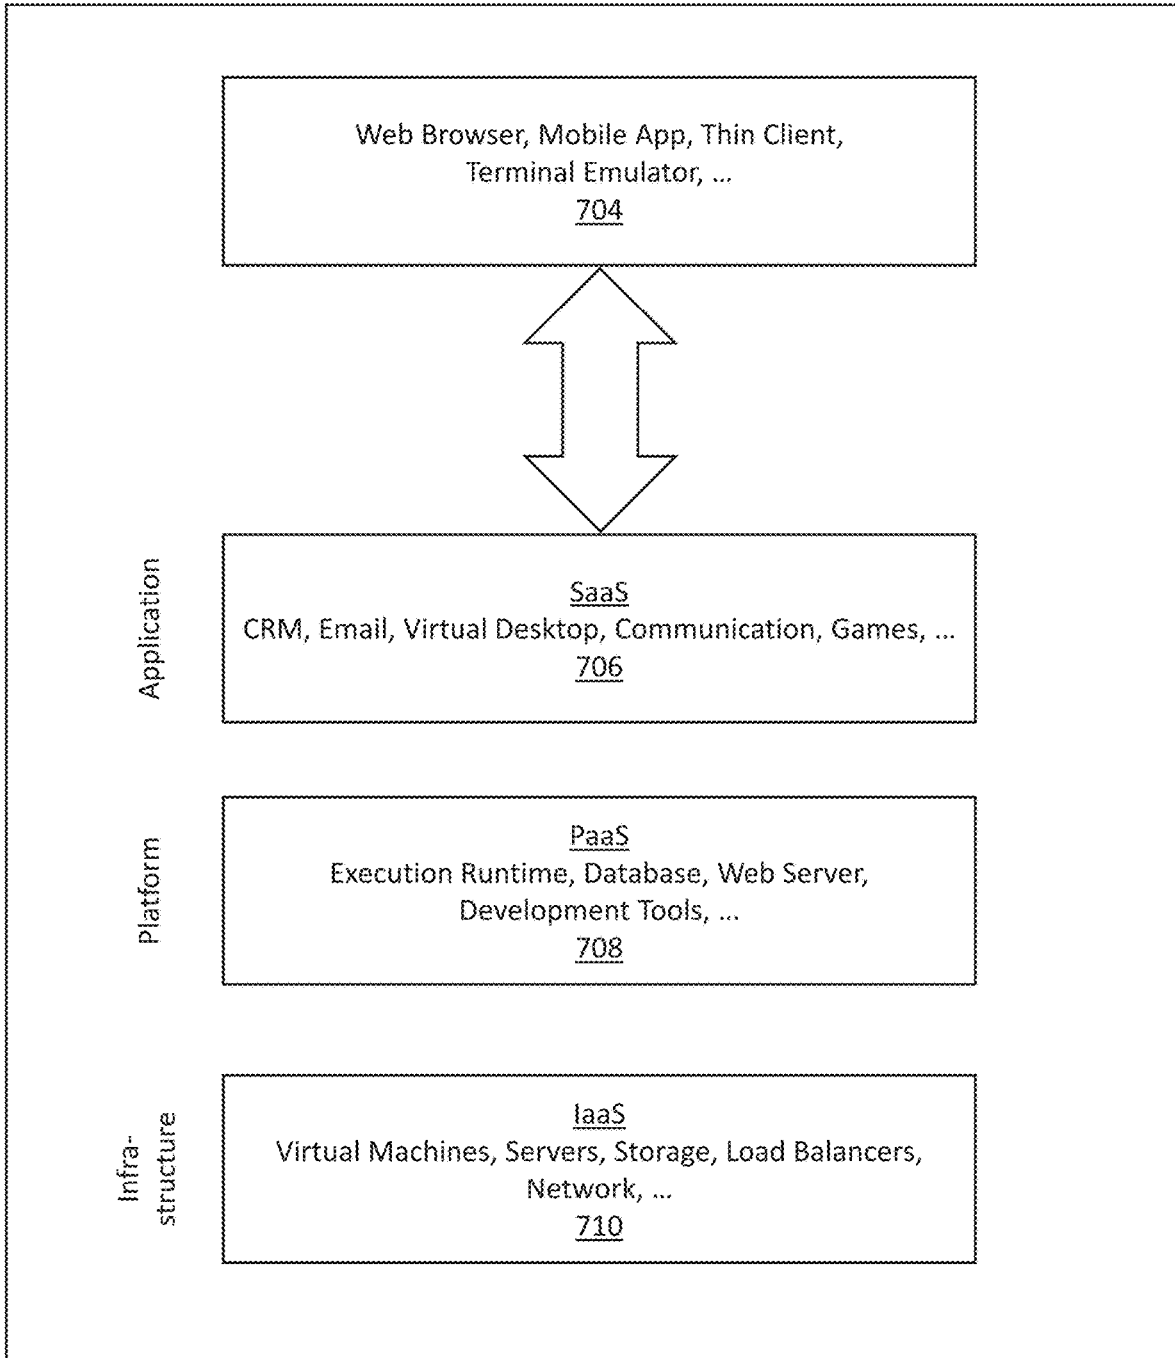 Web Browser, Mobile App, Thin Client,
Terminal Emulator, ...
704
Application
SaaS
CRM, Email, Virtual Desktop, Communication, Games, ...
706
Platform
PaaS
Execution Runtime, Database, Web Server,
Development Tools, ...
708
Infra-
structure
IaaS
Virtual Machines, Servers, Storage, Load Balancers,
Network, ...
710